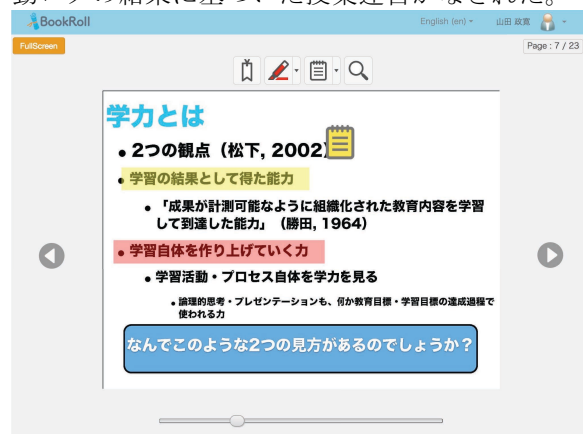 BookRoll
English (en)
山田 政寛
FullScreen
Page : 7 / 23
学力とは
• 2つの観点（松下, 2002）
• 学習の結果として得た能力
• 「成果が計測可能なように組織化された教育内容を学習
して到達した能力」（勝田, 1964）
• 学習自体を作り上げていく力
• 学習活動・プロセス自体を学力を見る
• 論理的思考・プレゼンテーションも、何か教育目標・学習目標の達成過程で
使われる力
なんでこのような2つの見方があるのでしょうか？